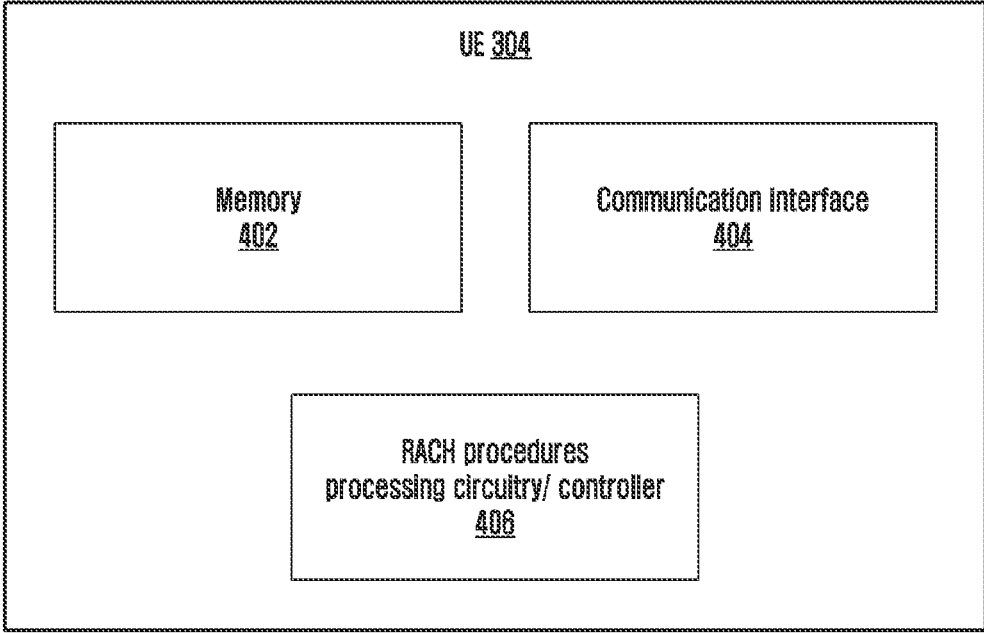 UE 304
Memory
402
Communication interface
404
RACH procedures
processing circuitry/ controller
406